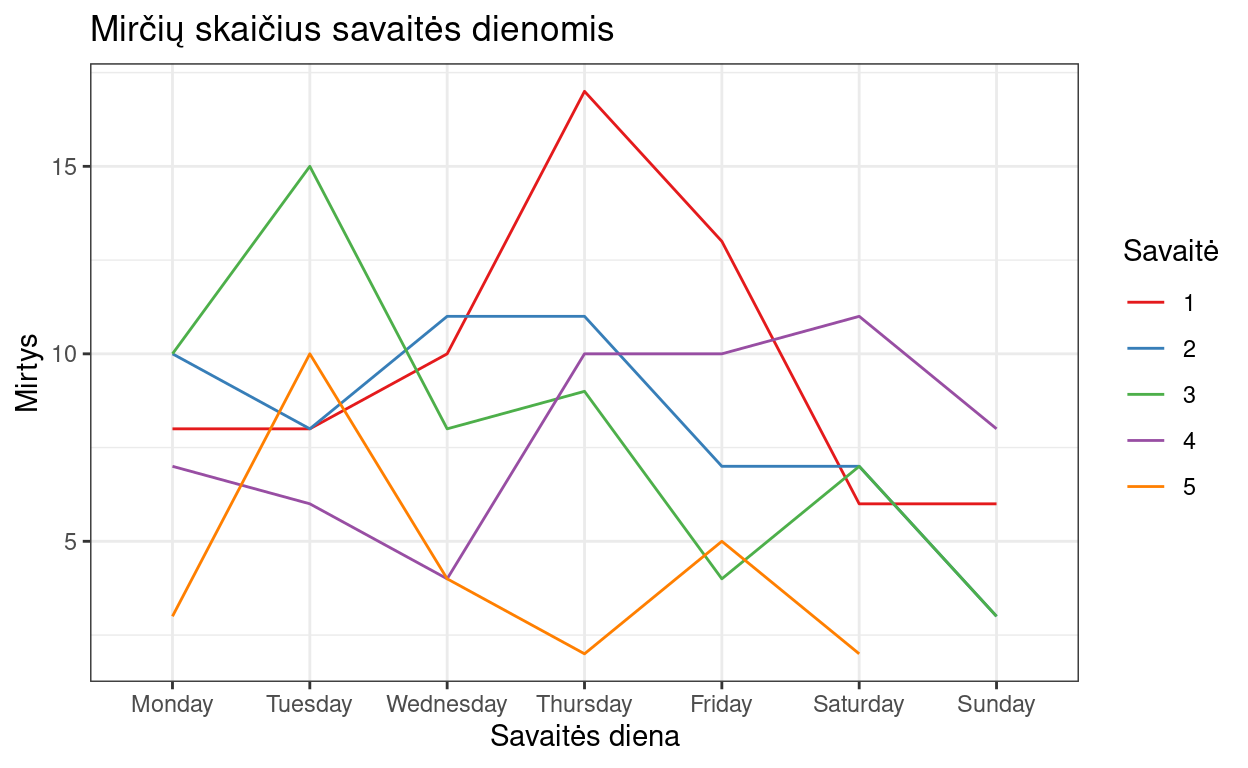 Mirčių skaičius savaitės dienomis
Mirtys
15
10
5
Monday Tuesday Wednesday Thursday Friday Saturday Sunday
Savaitės diena
Savaitė
1
2
3
4
5